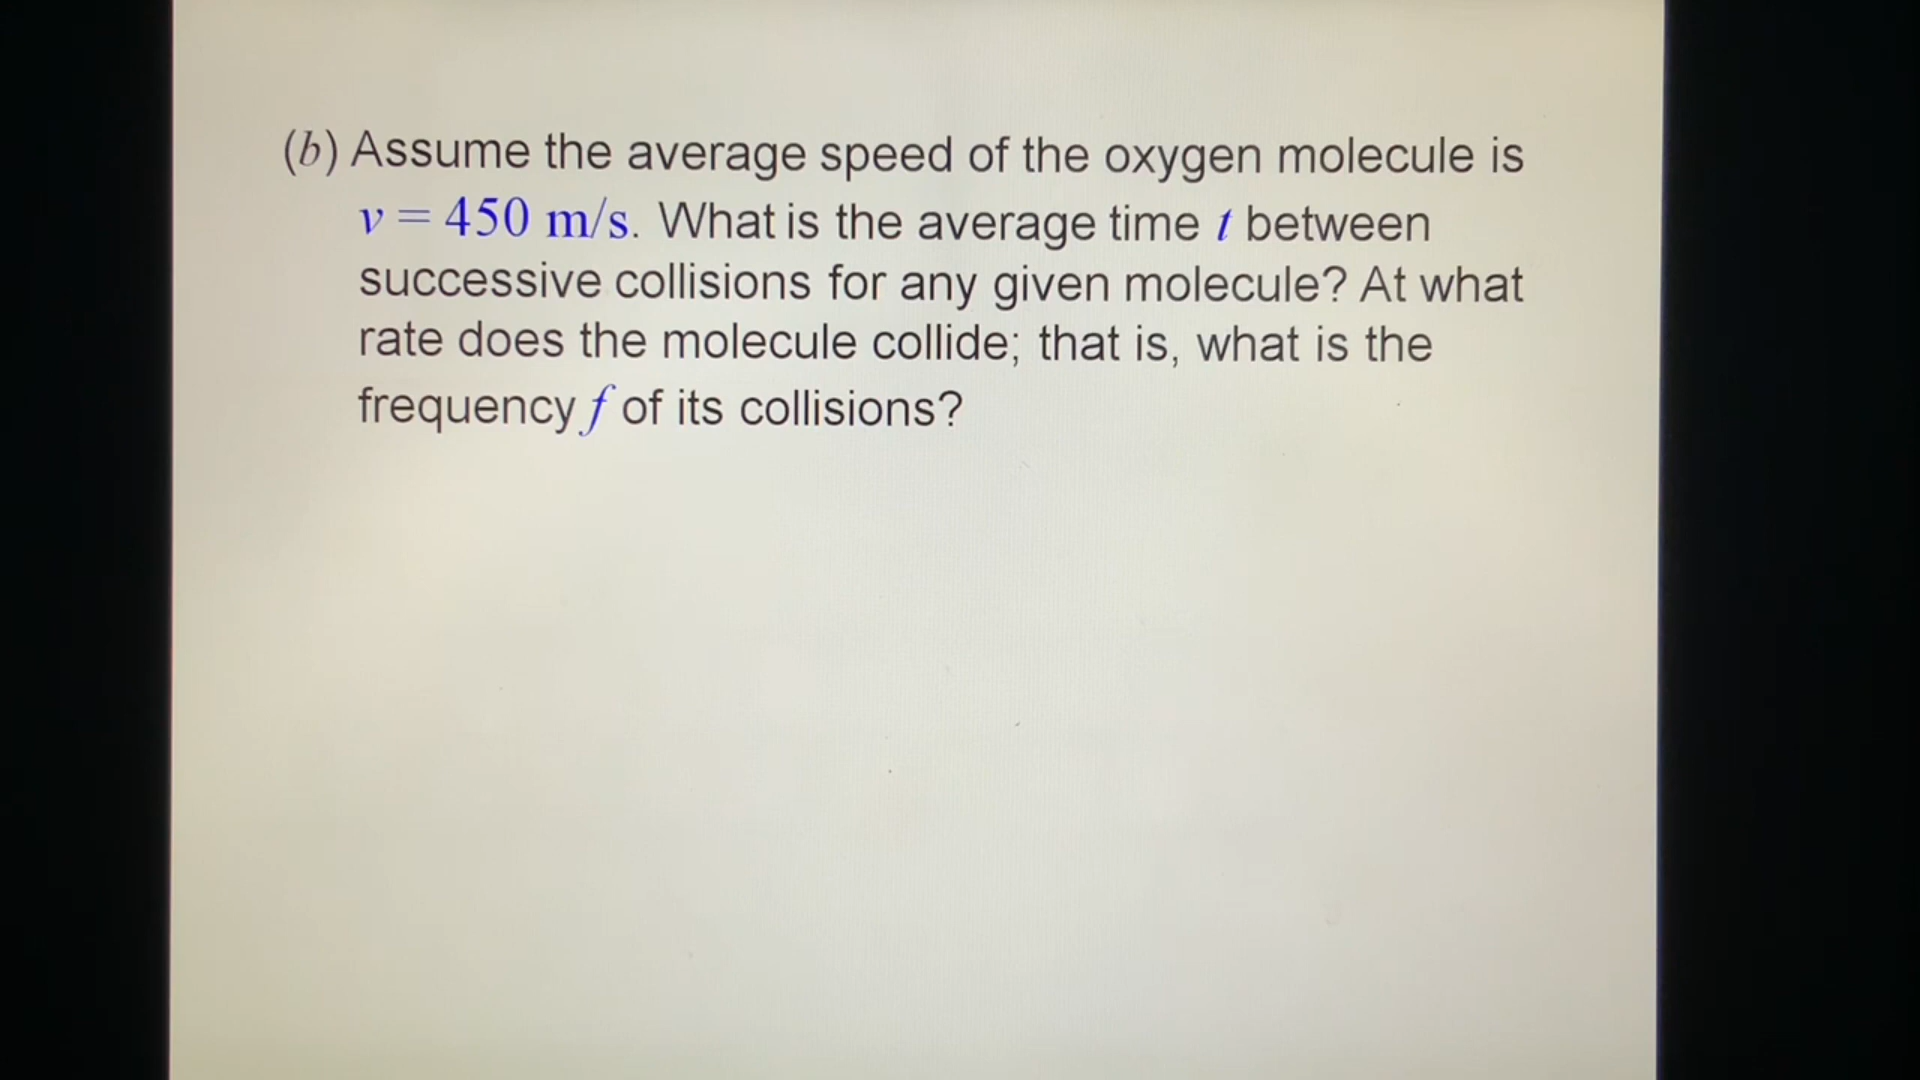 (b) Assume the average speed of the oxygen molecule is
v = 450 m/s. What is the average time t between
successive collisions for any given molecule? At what
rate does the molecule collide; that is, what is the
frequency f of its collisions?